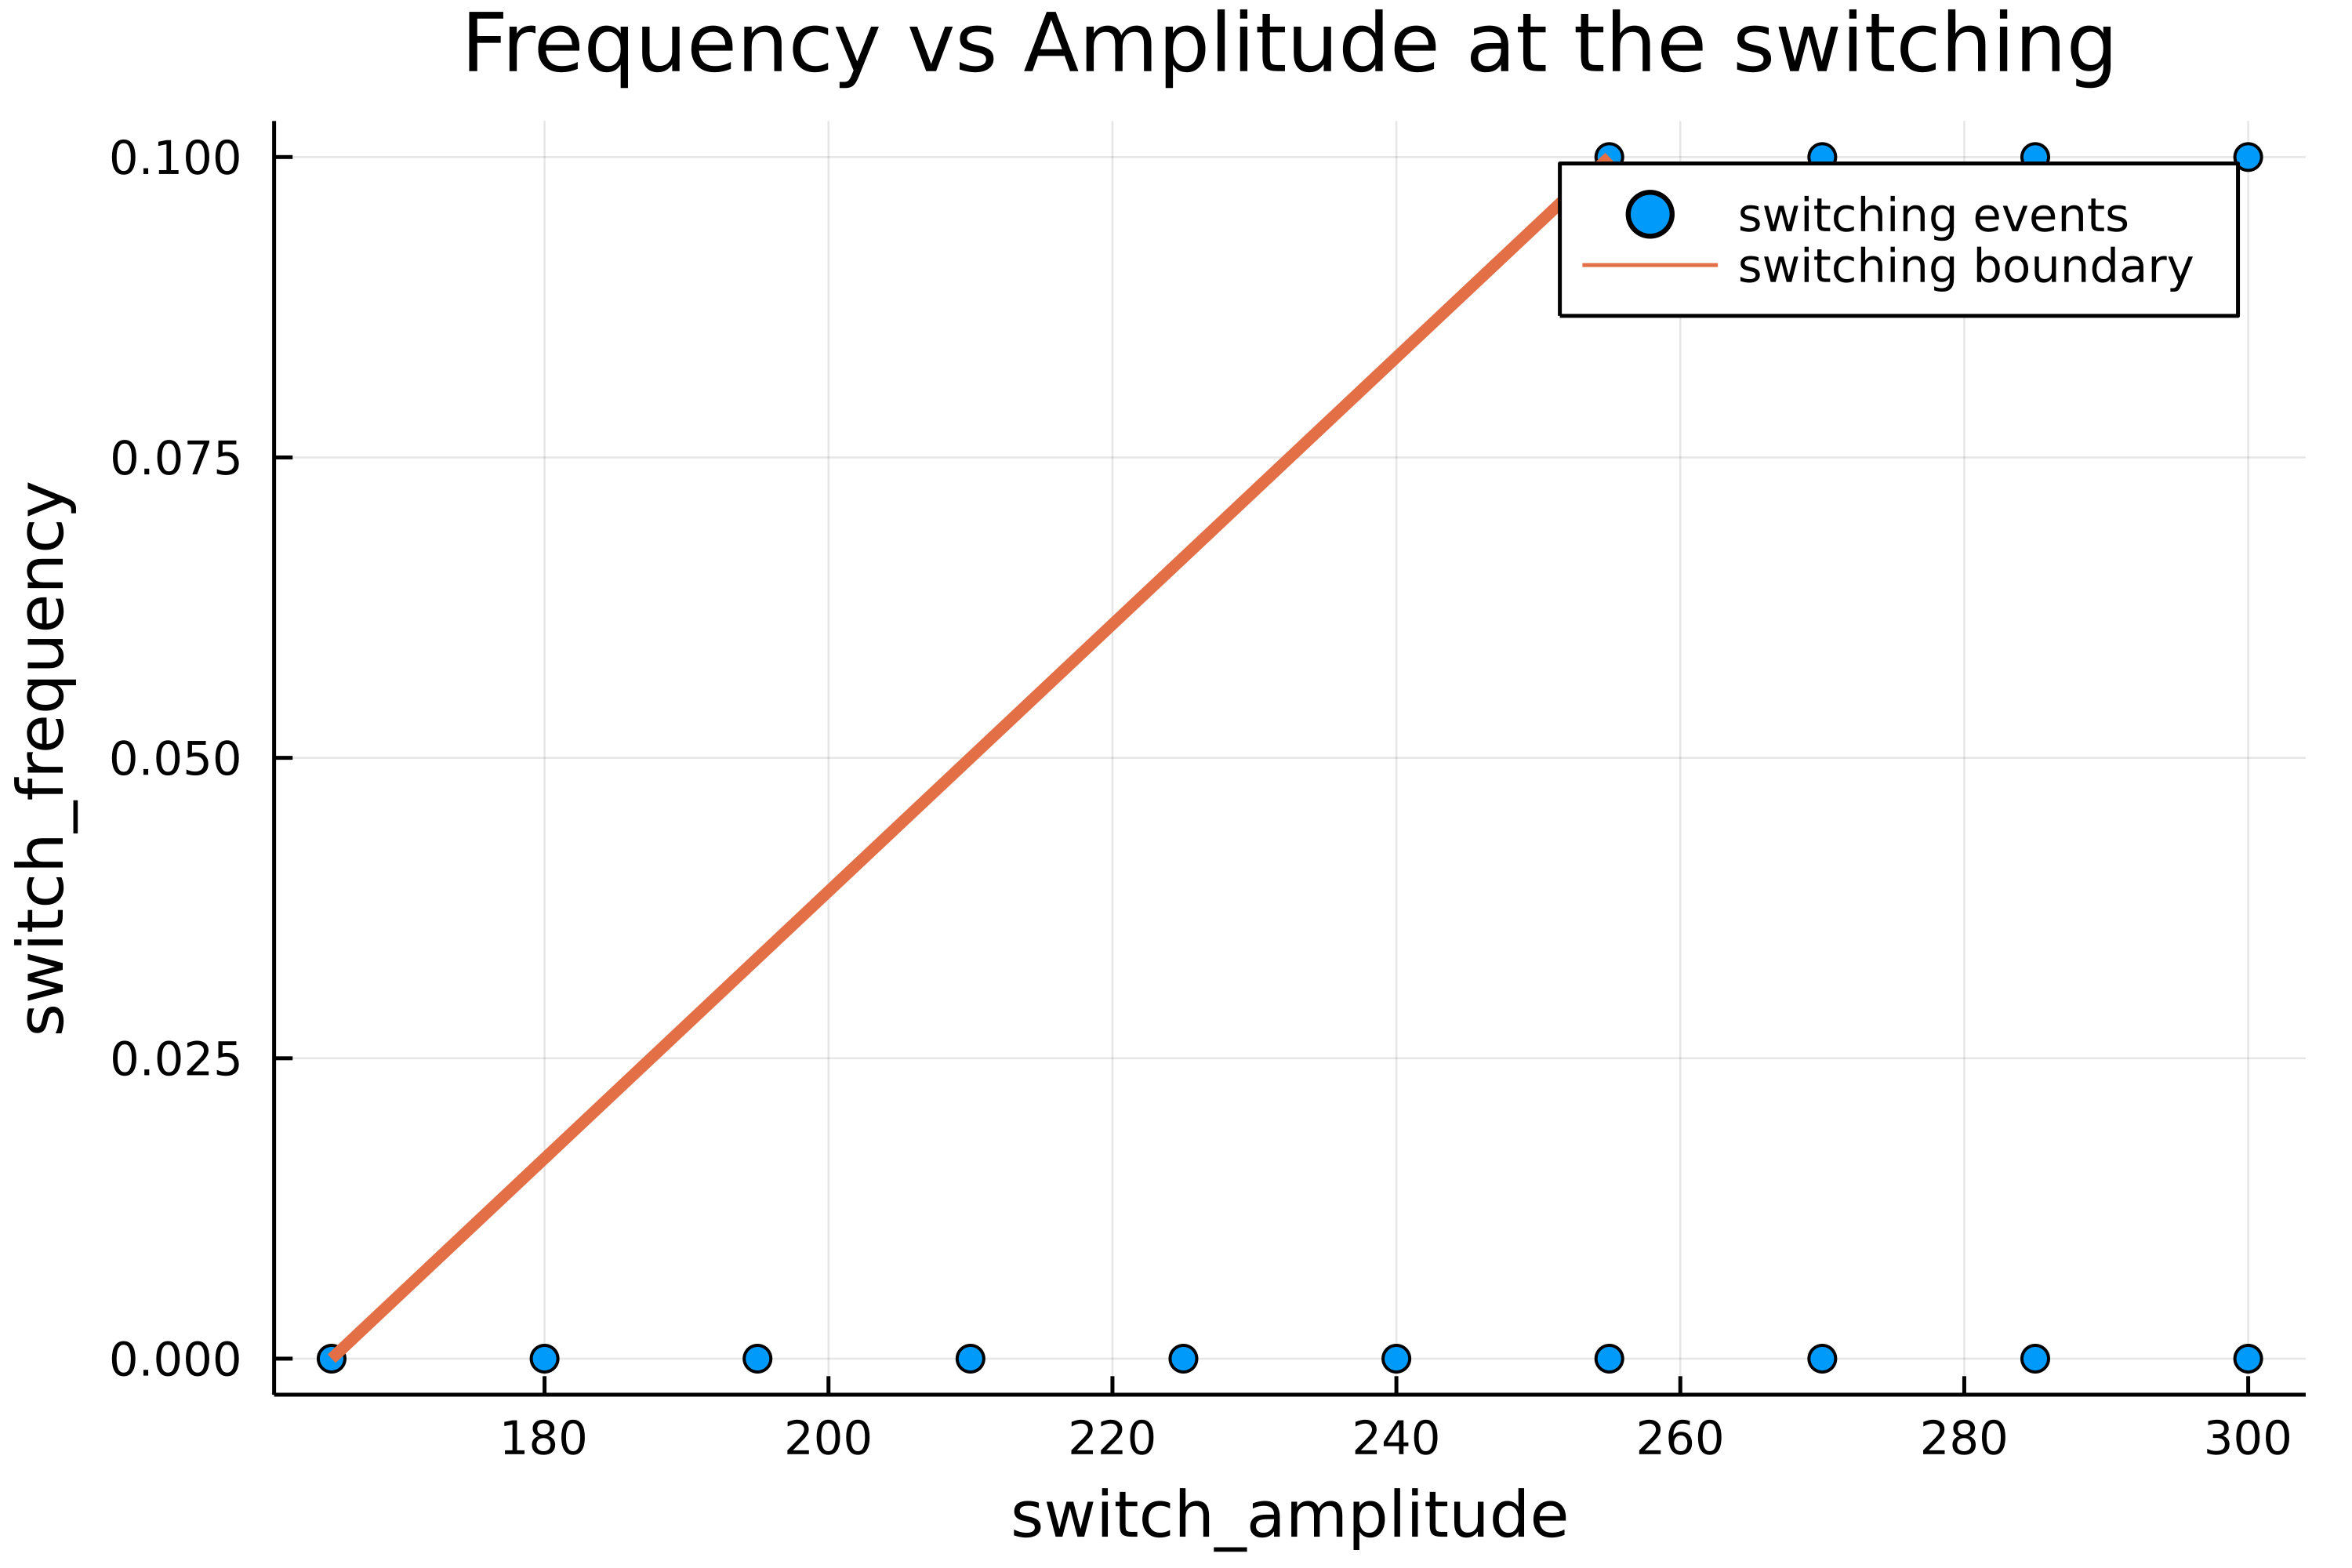 Frequency vs Amplitude at the switching
switch_frequency
0.100
0.075
0.050
0.025
0.000
switching events
switching boundary
180
200
220
240
260
280
300
switch_amplitude